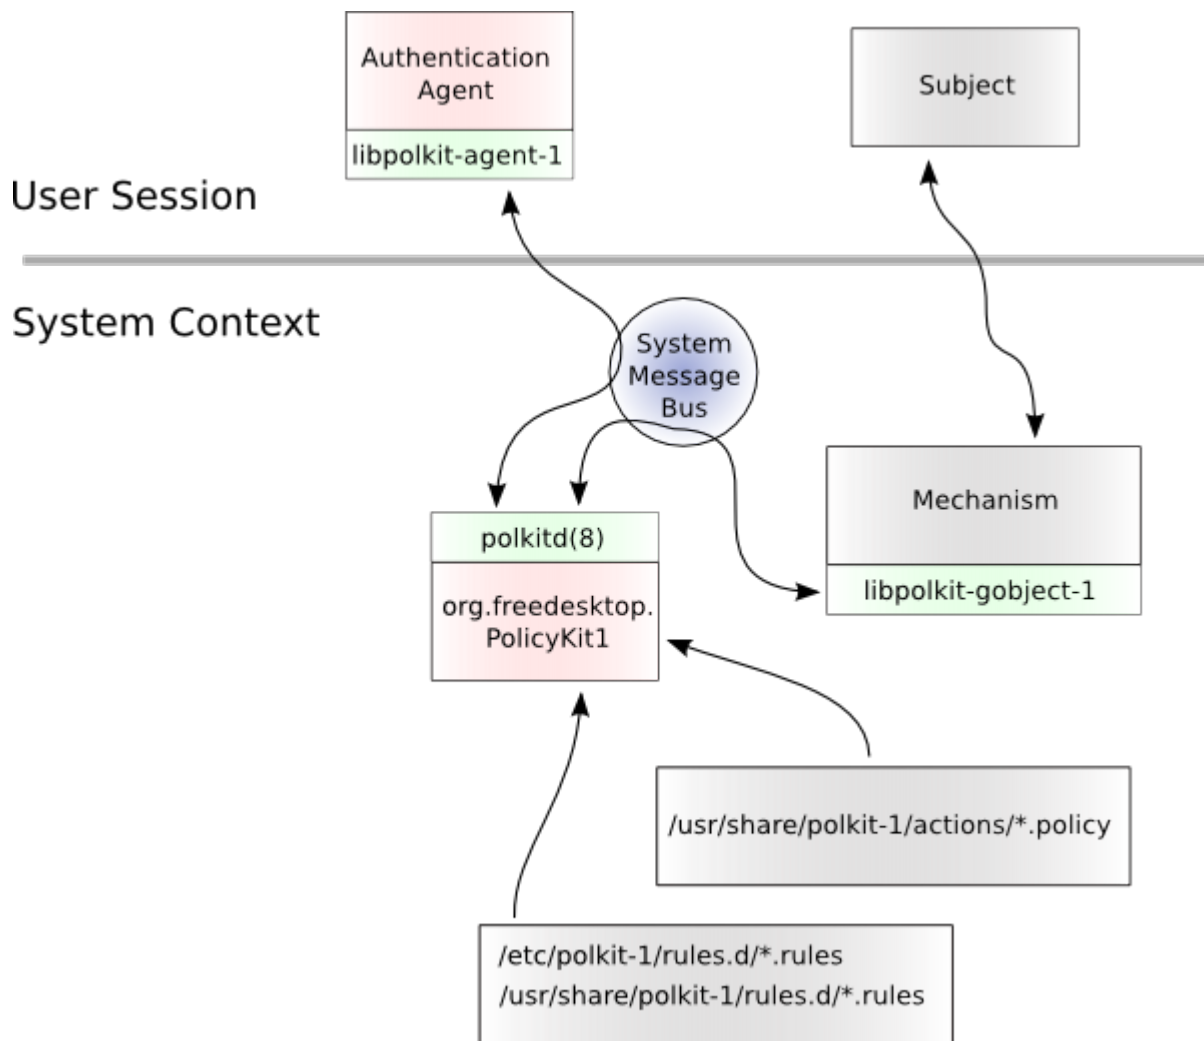 Authentication
Agent
libpolkit-agent-1
Subject
User Session
System Context
System
Message
Bus
Mechanism
libpolkit-gobject-1
polkitd(8)
org.freedesktop.
PolicyKit1
/usr/share/polkit-1/actions/*.policy
/etc/polkit-1/rules.d/*.rules
/usr/share/polkit-1/rules.d/*.rules